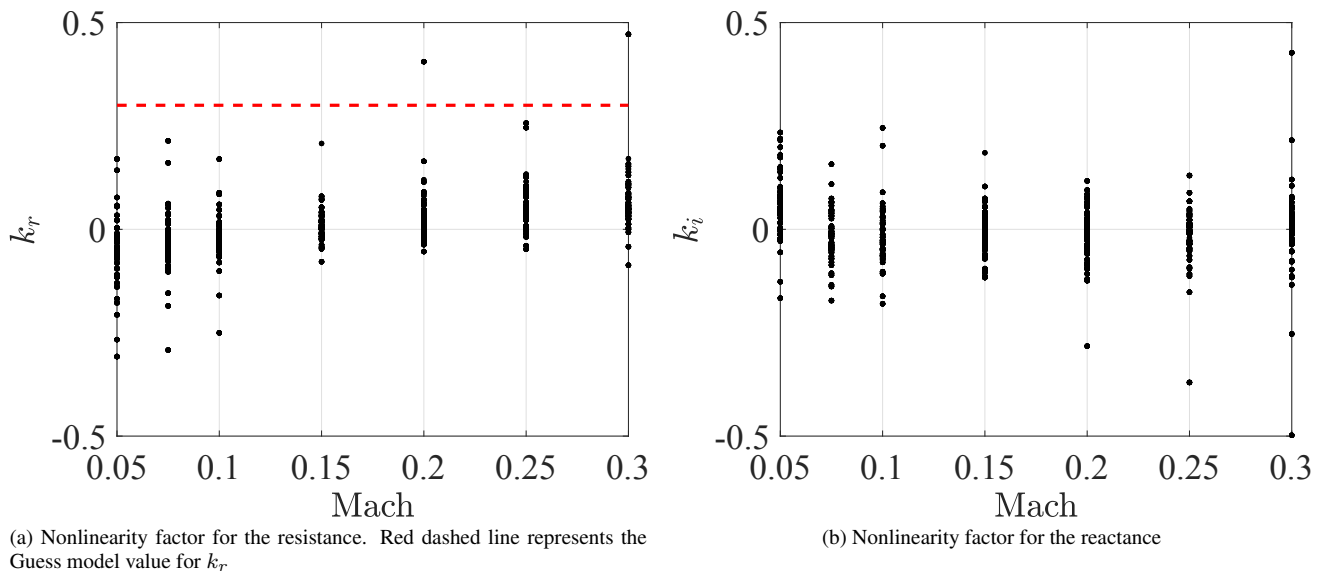 0.5
0
-0.5
k_r
0.05 0.1 0.15 0.2 0.25 0.3
Mach
(a) Nonlinearity factor for the resistance. Red dashed line represents the
Guess model value for k_r
0.5
0
-0.5
k_i
0.05 0.1 0.15 0.2 0.25 0.3
Mach
(b) Nonlinearity factor for the reactance